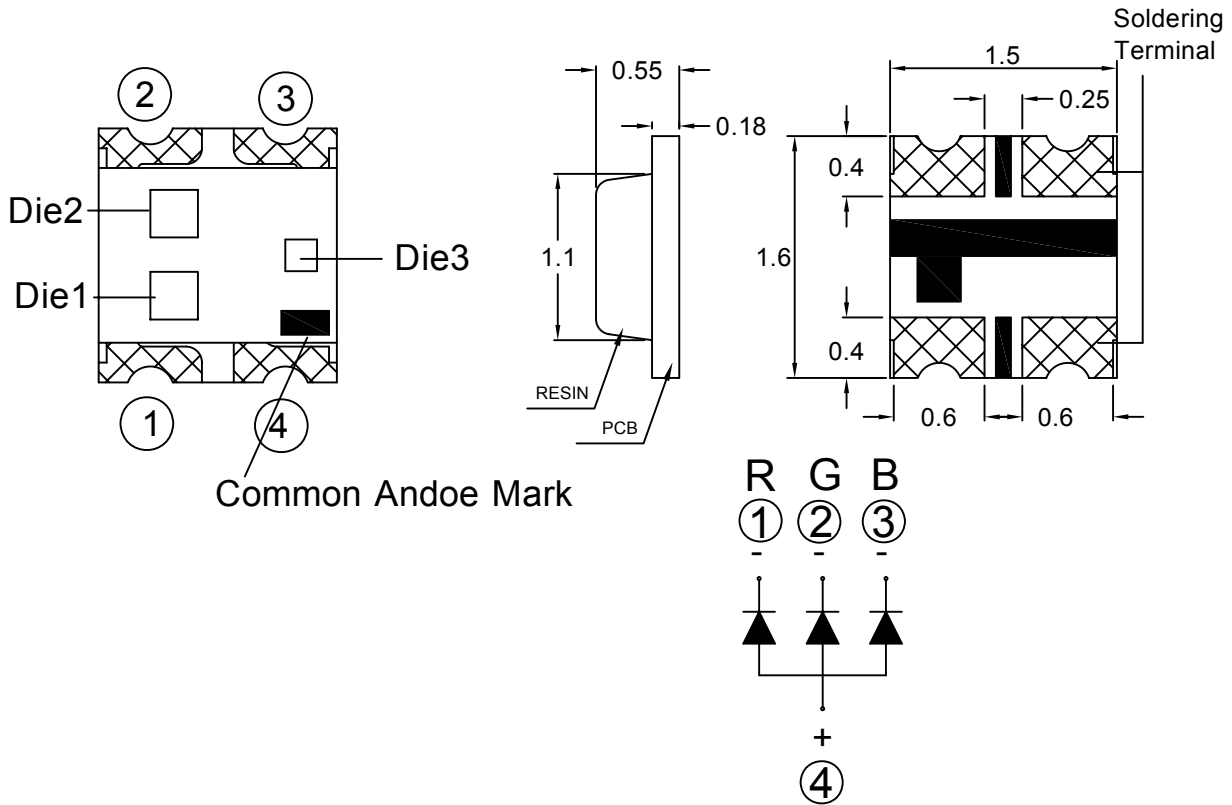 Soldering
Terminal
2
3
0.55
0.18
1.5
0.25
0.4
Die2
Die3
1.1
1.6
Die1
0.4
RESIN
PCB
0.6
0.6
1
4
Common Andoe Mark
R G B
1 2 3
- - -
+
4